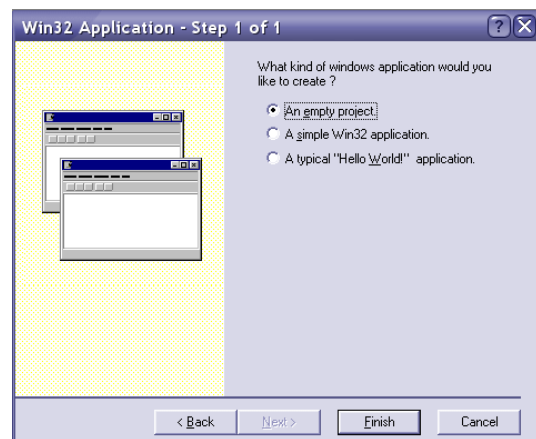 Win32 Application - Step 1 of 1
What kind of windows application would you
like to create ?
An empty project.
A simple Win32 application.
A typical "Hello World!" application.
< Back
Next >
Finish
Cancel